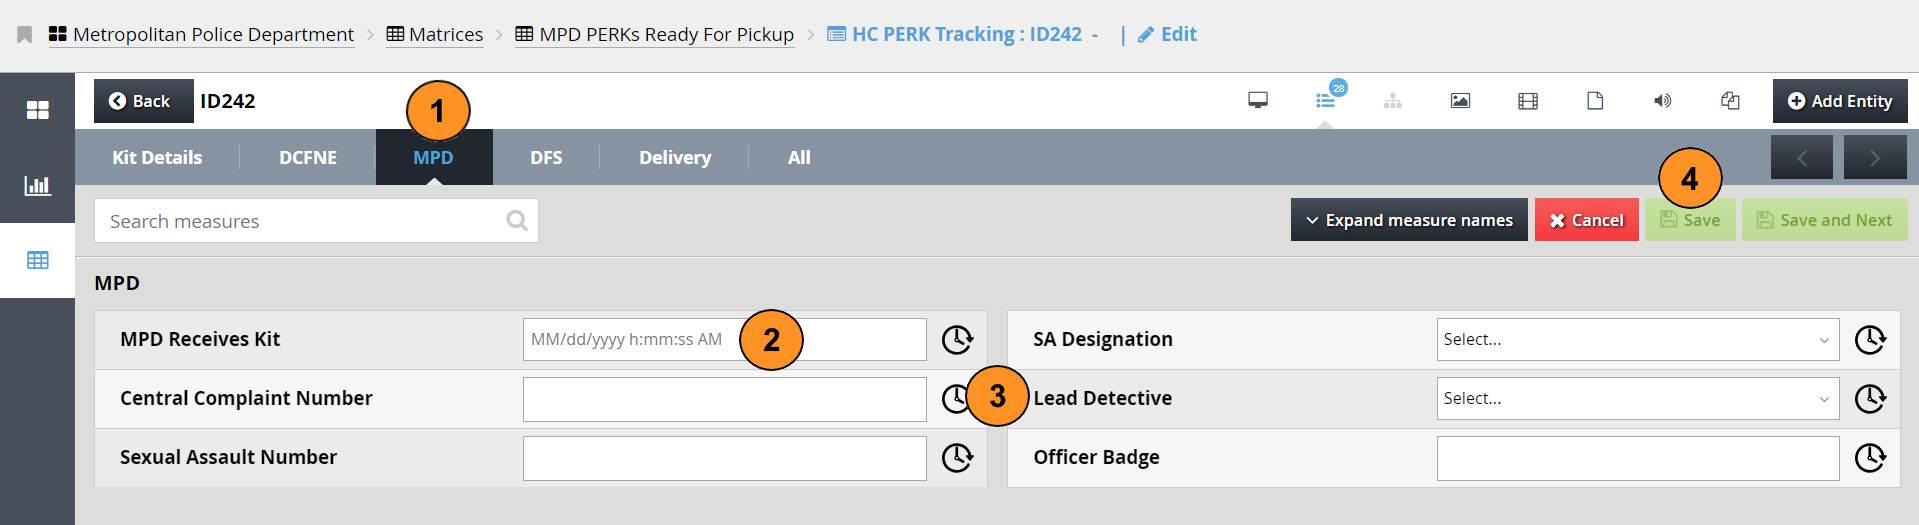 Metropolitan Police Department > Matrices > MPD PERKs Ready For Pickup > HC PERK Tracking : ID242 - | Edit
Back ID242 1 28 Add Entity
Kit Details DCFNE MPD DFS Delivery All
4
Search measures Expand measure names Cancel Save Save and Next
MPD
MPD Receives Kit MM/dd/yyyy h:mm:ss AM 2 SA Designation Select...
Central Complaint Number 3 Lead Detective Select...
Sexual Assault Number Officer Badge